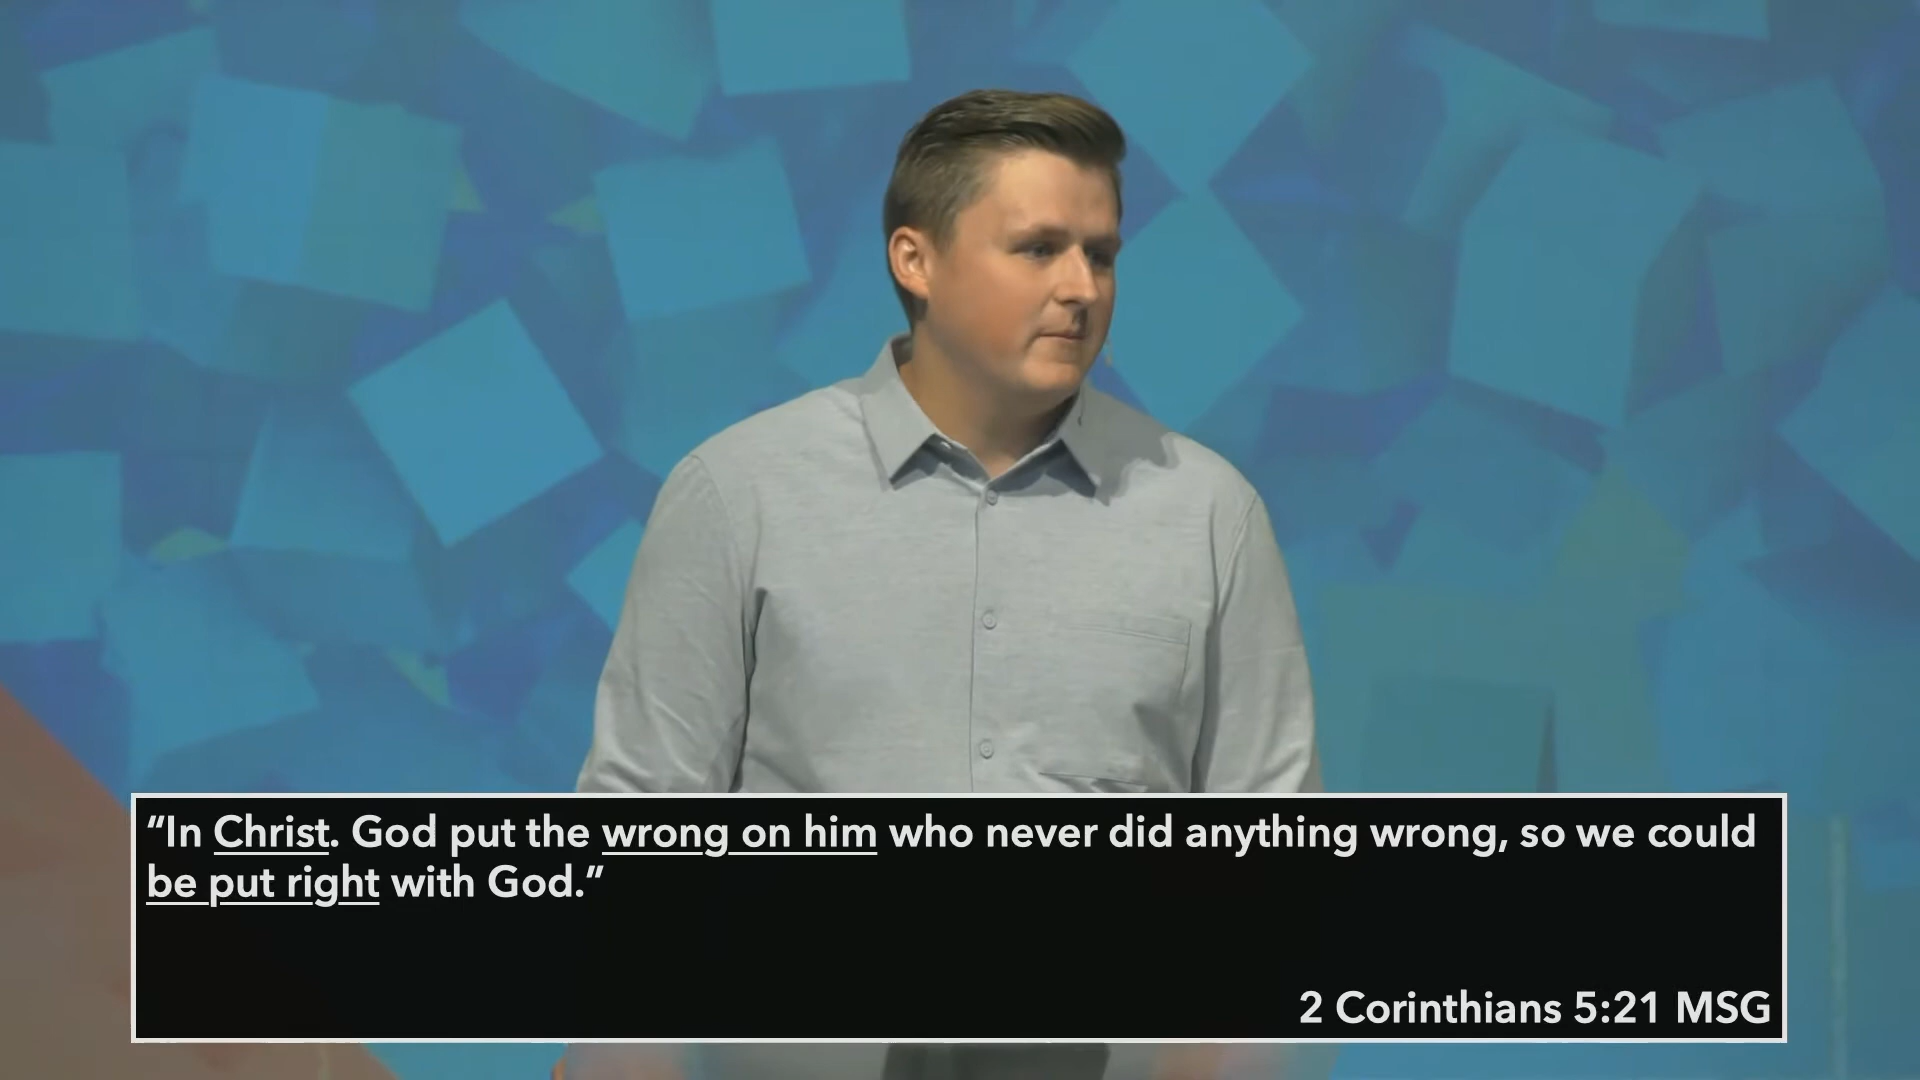 “In Christ. God put the wrong on him who never did anything wrong, so we could
be put right with God.”
2 Corinthians 5:21 MSG